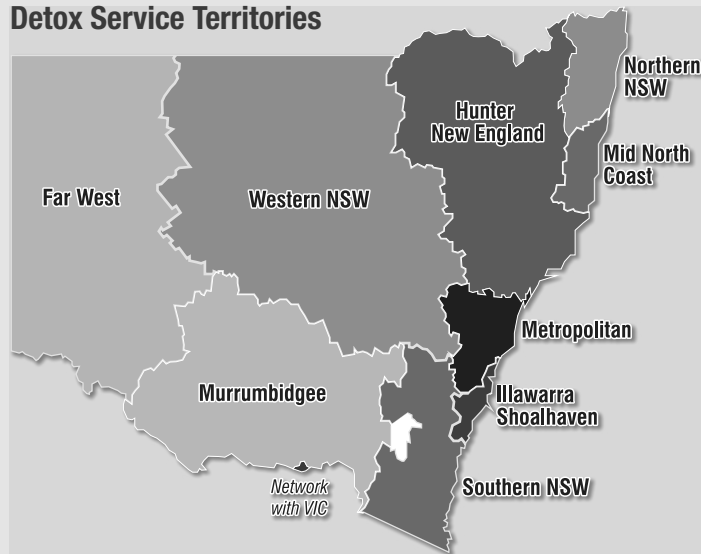 Detox Service Territories
Northern
NSW
Hunter
New England
Mid North
Coast
Far West
Western NSW
Metropolitan
Murrumbidgee
Illawarra
Shoalhaven
Network
with VIC
Southern NSW